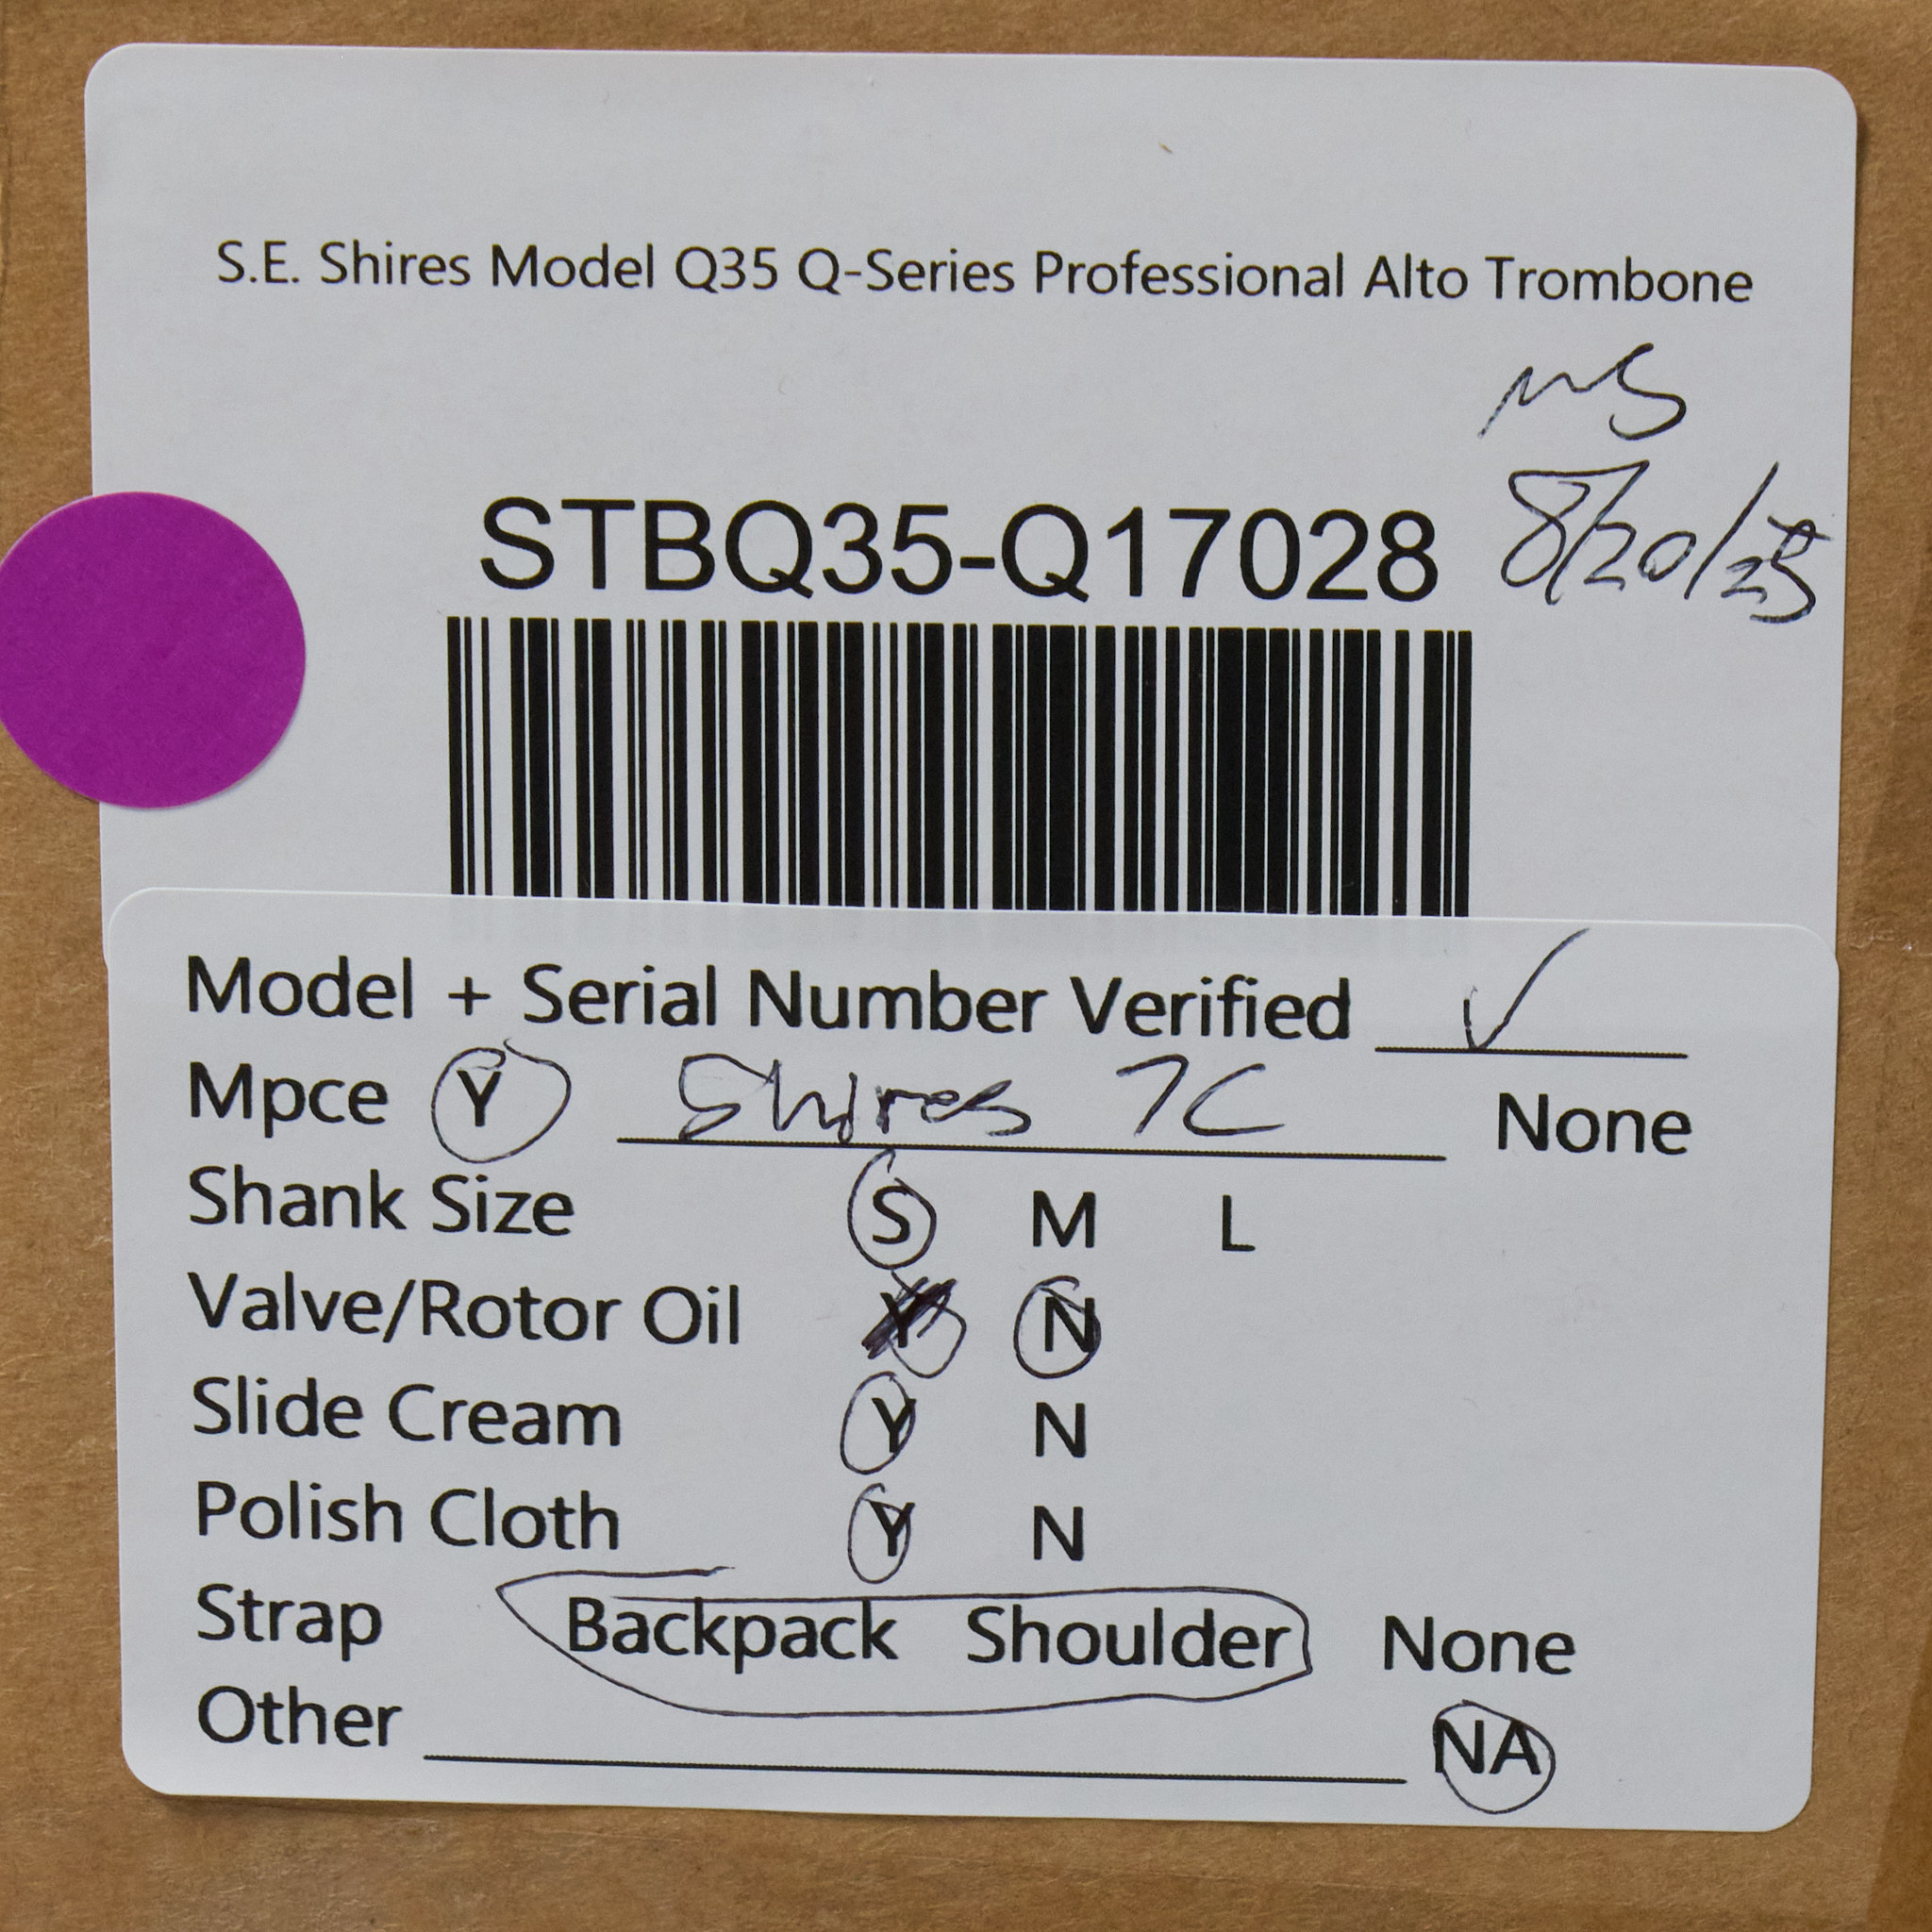 S.E. Shires Model Q35 Q-Series Professional Alto Trombone
MS
STBQ35-Q17028 8/20/25
Model + Serial Number Verified ✓
Mpce Y Shires 7C None
Shank Size S M L
Valve/Rotor Oil Y N
Slide Cream Y N
Polish Cloth Y N
Strap Backpack Shoulder None
Other NA